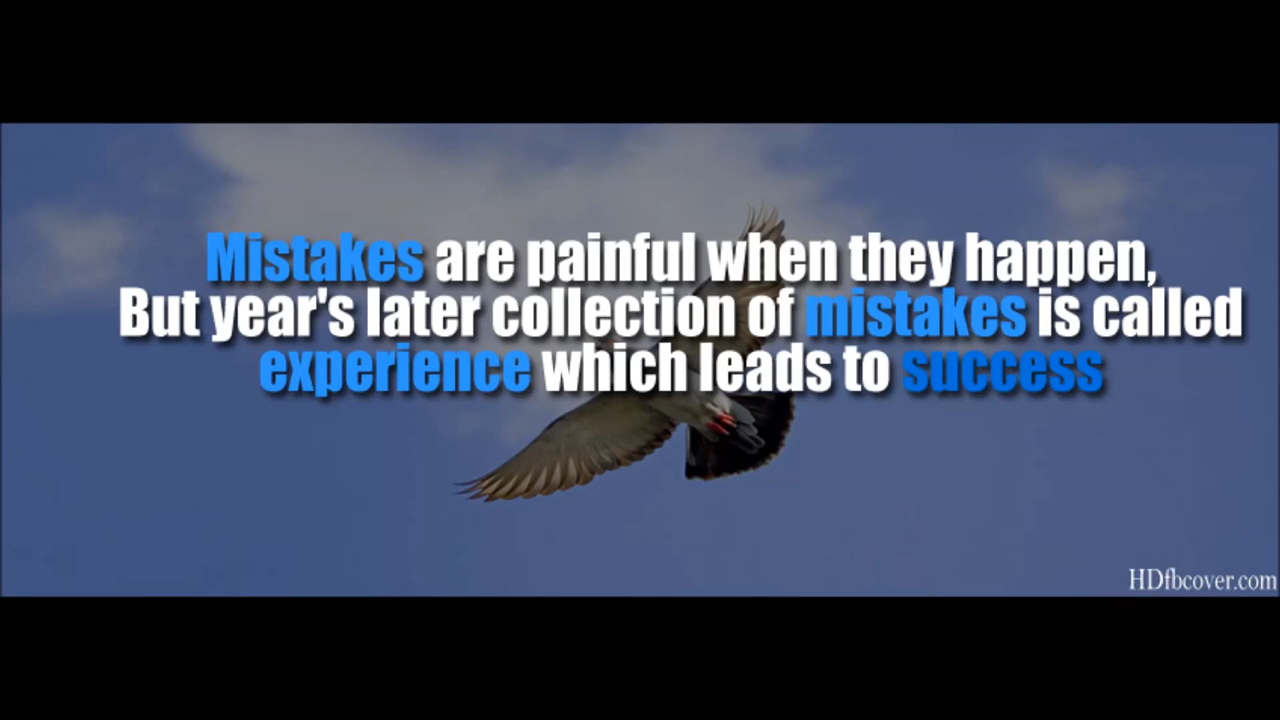 Mistakes are painful when they happen,
But year's later collection of mistakes is called
experience which leads to success
HDfbcover.com